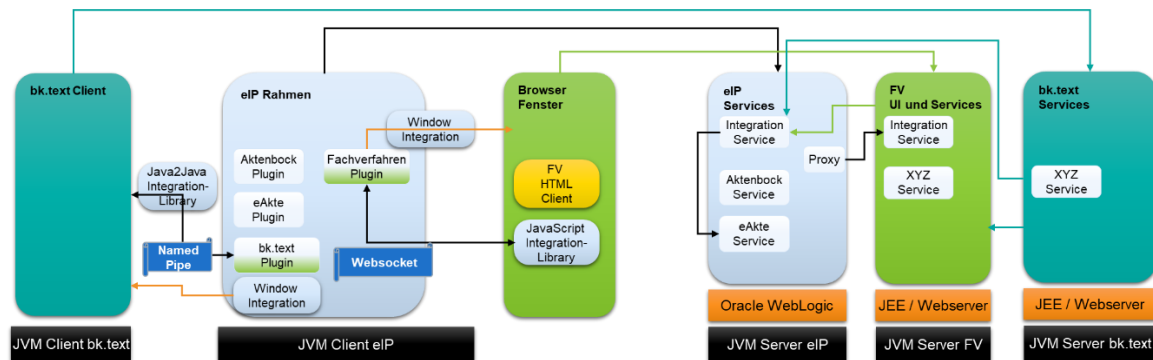 bk.text Client
Java2Java
Integration-
Library
Named
Pipe
JVM Client bk.text
eIP Rahmen
Window
Integration
Aktenbock
Plugin
Fachverfahren
Plugin
eAkte
Plugin
bk.text
Plugin
Websocket
Window
Integration
JVM Client eIP
Browser
Fenster
FV
HTML
Client
JavaScript
Integration-
Library
eIP
Services
Integration
Service
Proxy
Aktenbock
Service
eAkte
Service
Oracle WebLogic
JVM Server eIP
FV
UI und Services
Integration
Service
XYZ
Service
JEE / Webserver
JVM Server FV
bk.text
Services
XYZ
Service
JEE / Webserver
JVM Server bk.text